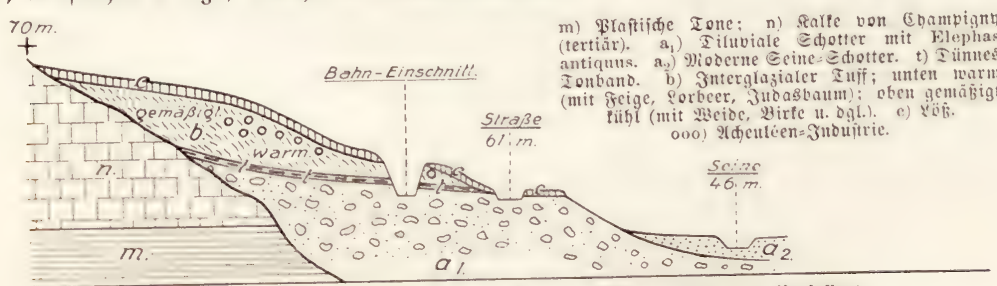 70 m.
m) Plaſtiſche Tone; n) Kalke von Champigny
(tertiär). a₁) Diluviale Schotter mit Elephas
antiquus. a₂) Moderne Seine-Schotter. t) Dünnes
Tonband. b) Interglazialer Tuff; unten warm
(mit Feige, Lorbeer, Judasbaum); oben gemäßigt
kühl (mit Weide, Birke u. dgl.). c) Löß.
ooo) Acheuléen-Induſtrie.
Bahn-Einschnitt.
Straße
61 m.
Seine
46 m.
c
gemäßigt
b
warm
t
t
t
c
c
n.
m.
a 1.
a 2.